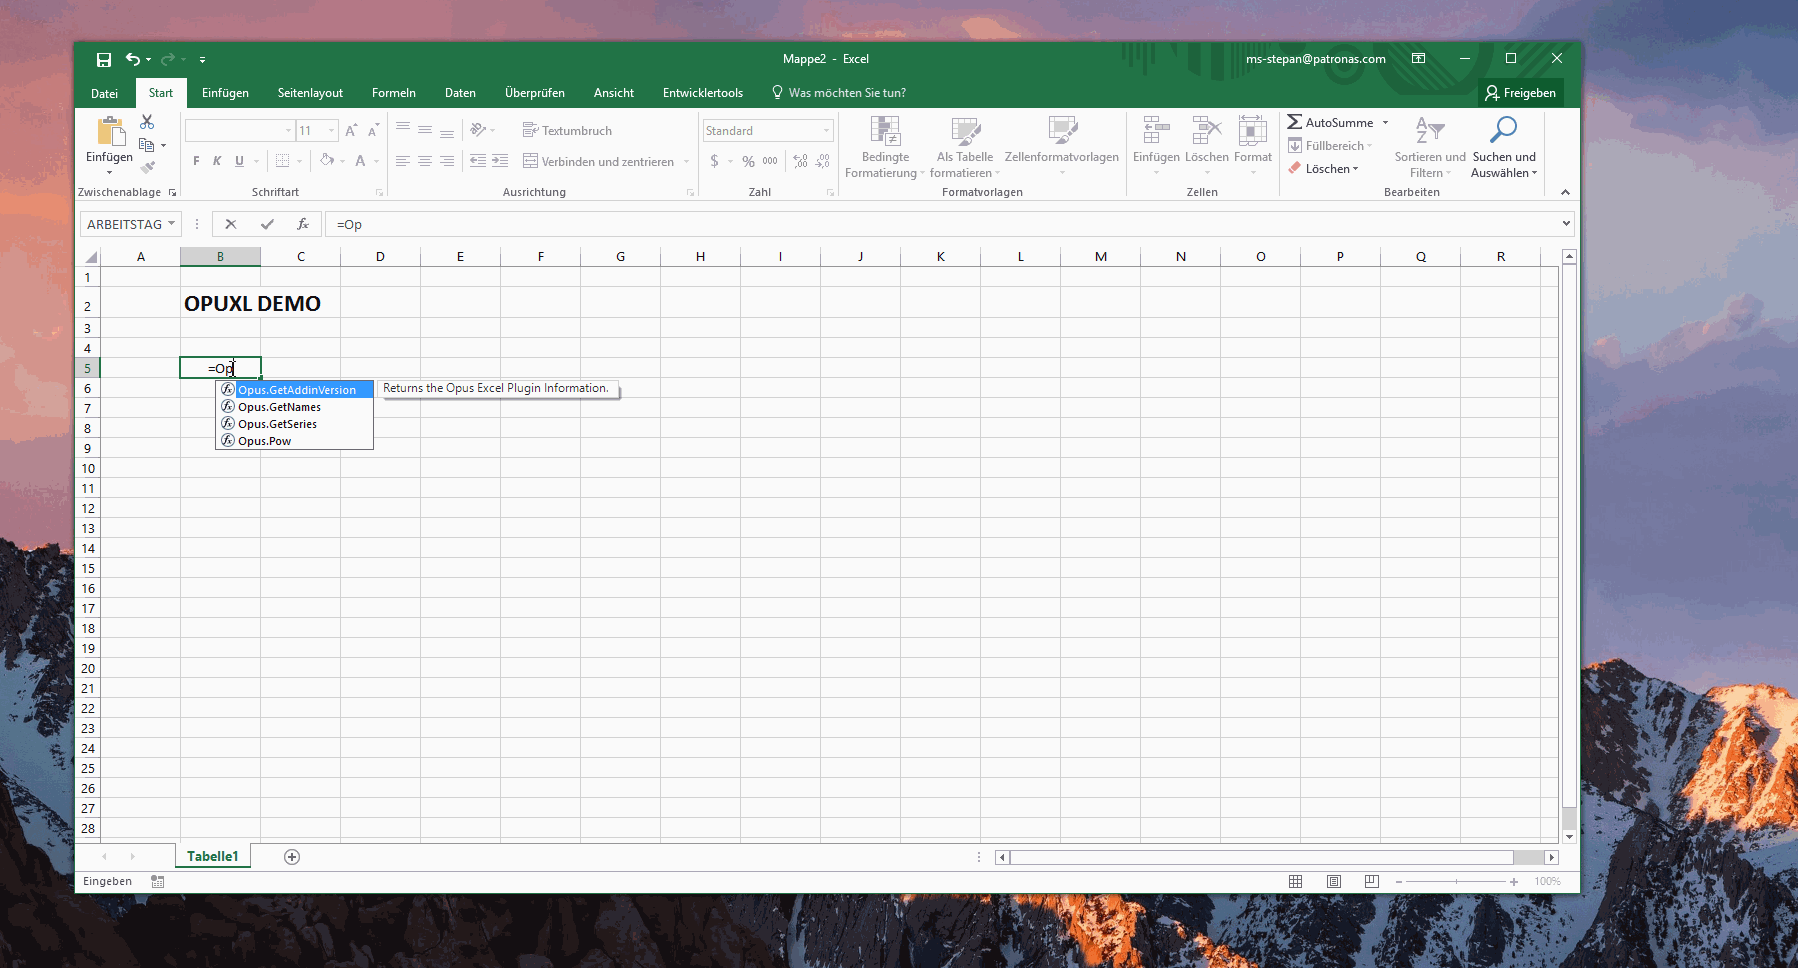 Mappe2 - Excel
ms-stepan@patronas.com
Datei Start Einfügen Seitenlayout Formeln Daten Überprüfen Ansicht Entwicklertools Was möchten Sie tun? Freigeben
Einfügen
Zwischenablage
11 A A
F K U A
Schriftart
Textumbruch
Verbinden und zentrieren
Ausrichtung
Standard
$ % 000 ,00 ,00
Zahl
Bedingte Formatierung
Als Tabelle formatieren
Zellenformatvorlagen
Formatvorlagen
Einfügen Löschen Format
Zellen
AutoSumme
Füllbereich
Löschen
Sortieren und Filtern
Suchen und Auswählen
Bearbeiten
ARBEITSTAG fx =Op
A B C D E F G H I J K L M N O P Q R
1
2 OPUXL DEMO
3
4
5 =Op
6 Opus.GetAddinVersion Returns the Opus Excel Plugin Information.
7 Opus.GetNames
8 Opus.GetSeries
9 Opus.Pow
10
11
12
13
14
15
16
17
18
19
20
21
22
23
24
25
26
27
28
Tabelle1
Eingeben 100%